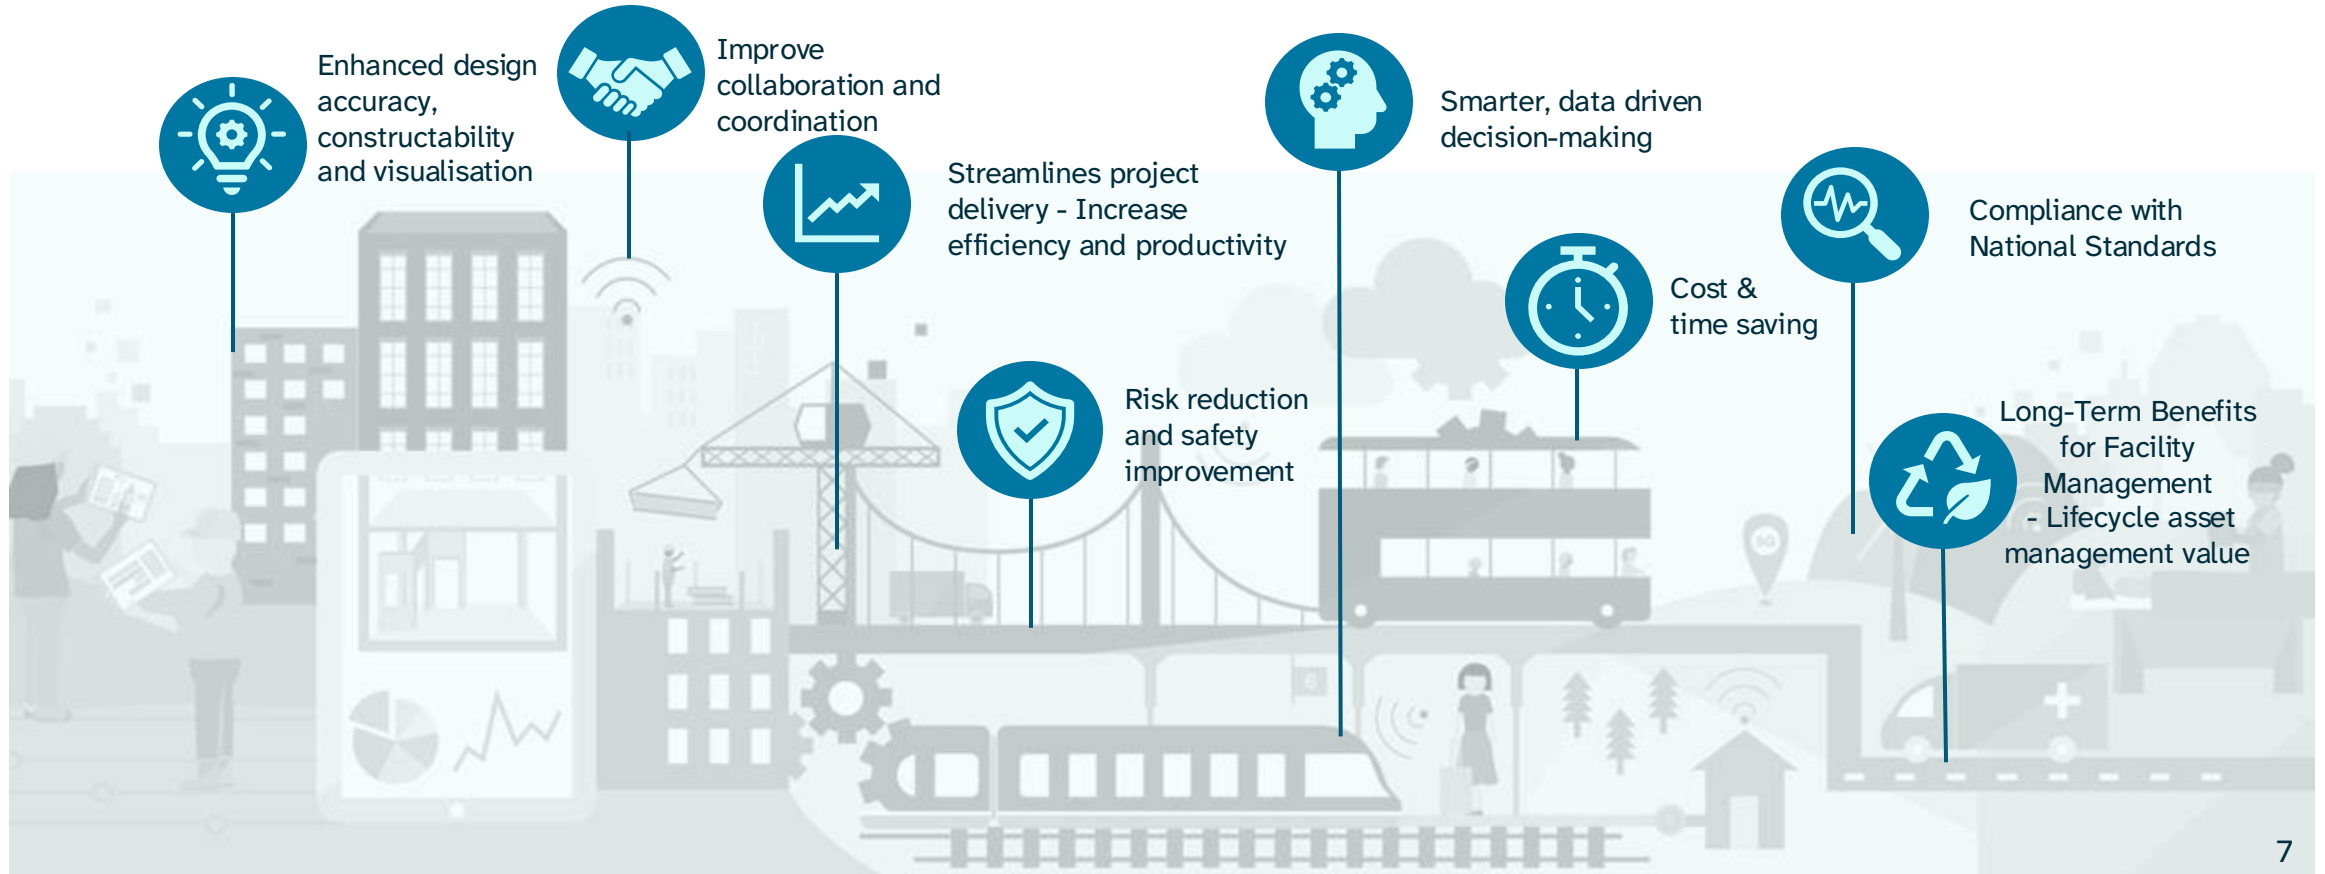 Enhanced design
accuracy,
constructability
and visualisation
Improve
collaboration and
coordination
Streamlines project
delivery - Increase
efficiency and productivity
Risk reduction
and safety
improvement
Smarter, data driven
decision-making
Cost &
time saving
Compliance with
National Standards
Long-Term Benefits
for Facility
Management
- Lifecycle asset
management value
5G
6
7